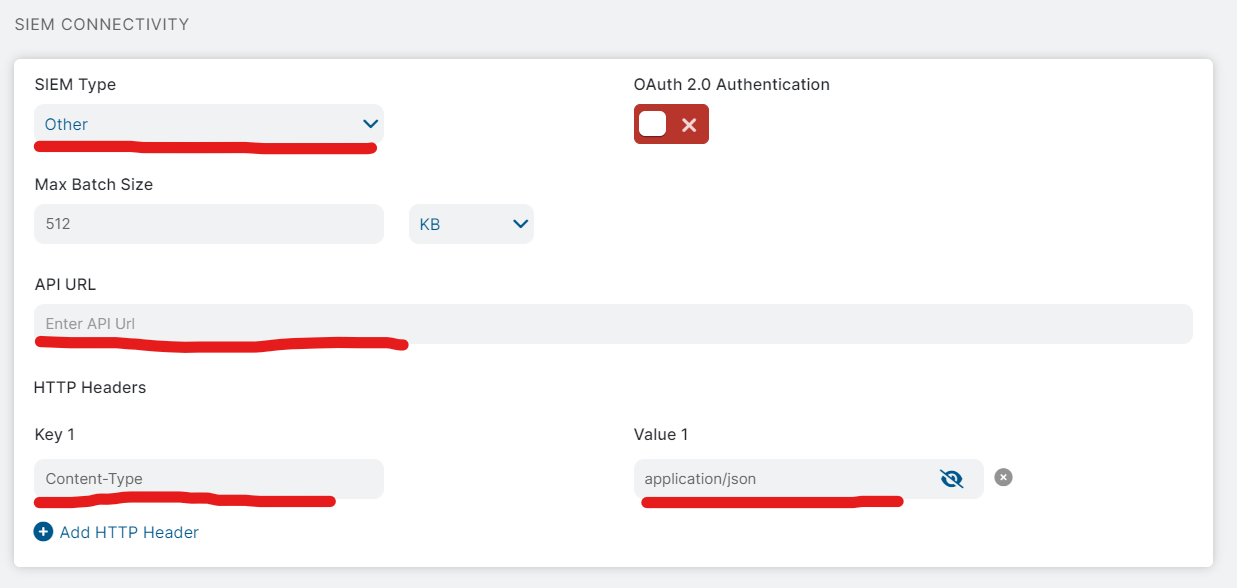 SIEM CONNECTIVITY
SIEM Type
OAuth 2.0 Authentication
Other
Max Batch Size
512
KB
API URL
Enter API Url
HTTP Headers
Key 1
Value 1
Content-Type
application/json
Add HTTP Header